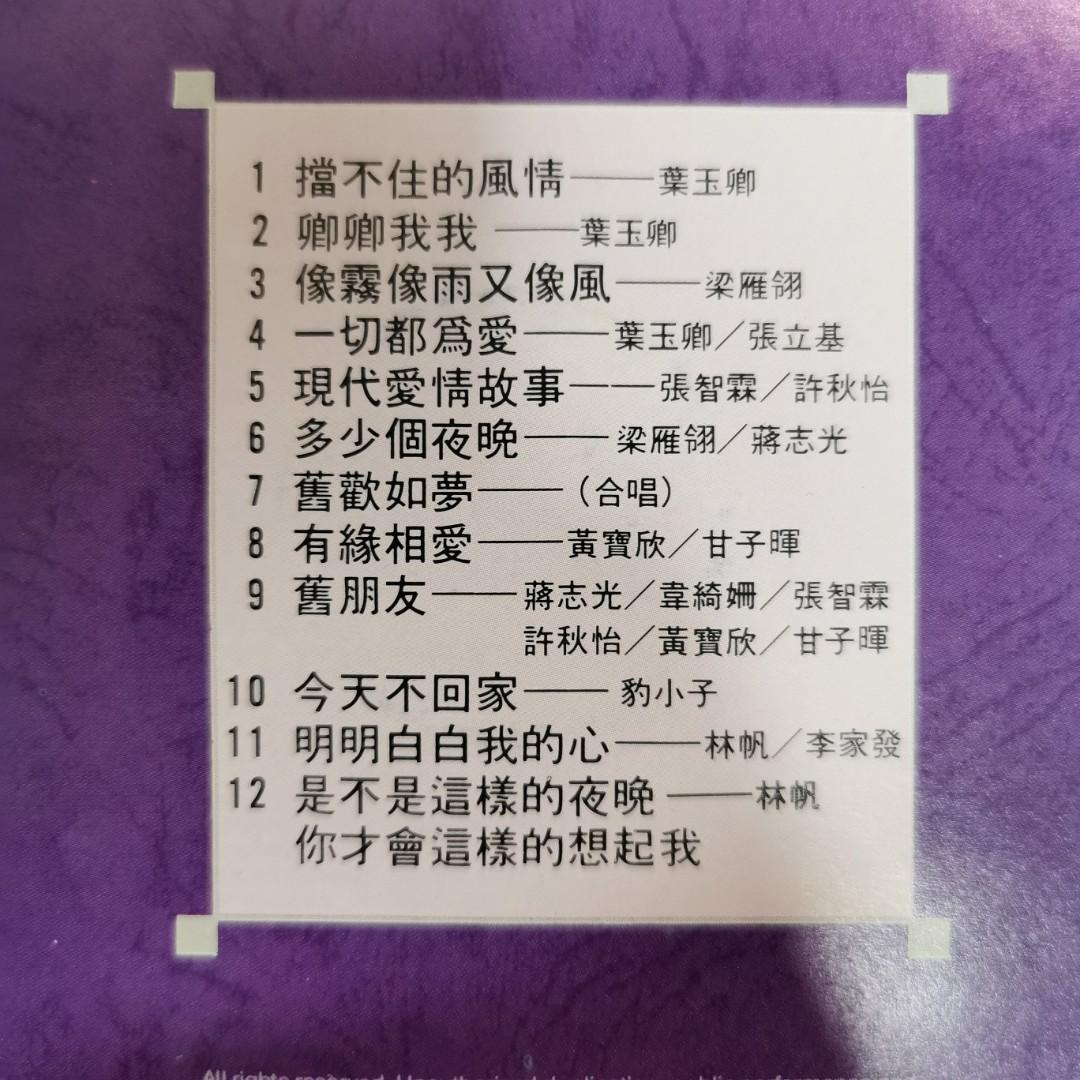 1 擋不住的風情——葉玉卿
2 卿卿我我 ——葉玉卿
3 像霧像雨又像風——梁雁翎
4 一切都爲愛——葉玉卿／張立基
5 現代愛情故事——張智霖／許秋怡
6 多少個夜晚——梁雁翎／蔣志光
7 舊歡如夢——（合唱）
8 有緣相愛——黃寶欣／甘子暉
9 舊朋友——蔣志光／韋綺姍／張智霖
許秋怡／黃寶欣／甘子暉
10 今天不回家——豹小子
11 明明白白我的心——林帆／李家發
12 是不是這樣的夜晚 ——林帆
你才會這樣的想起我
All rights reserved.